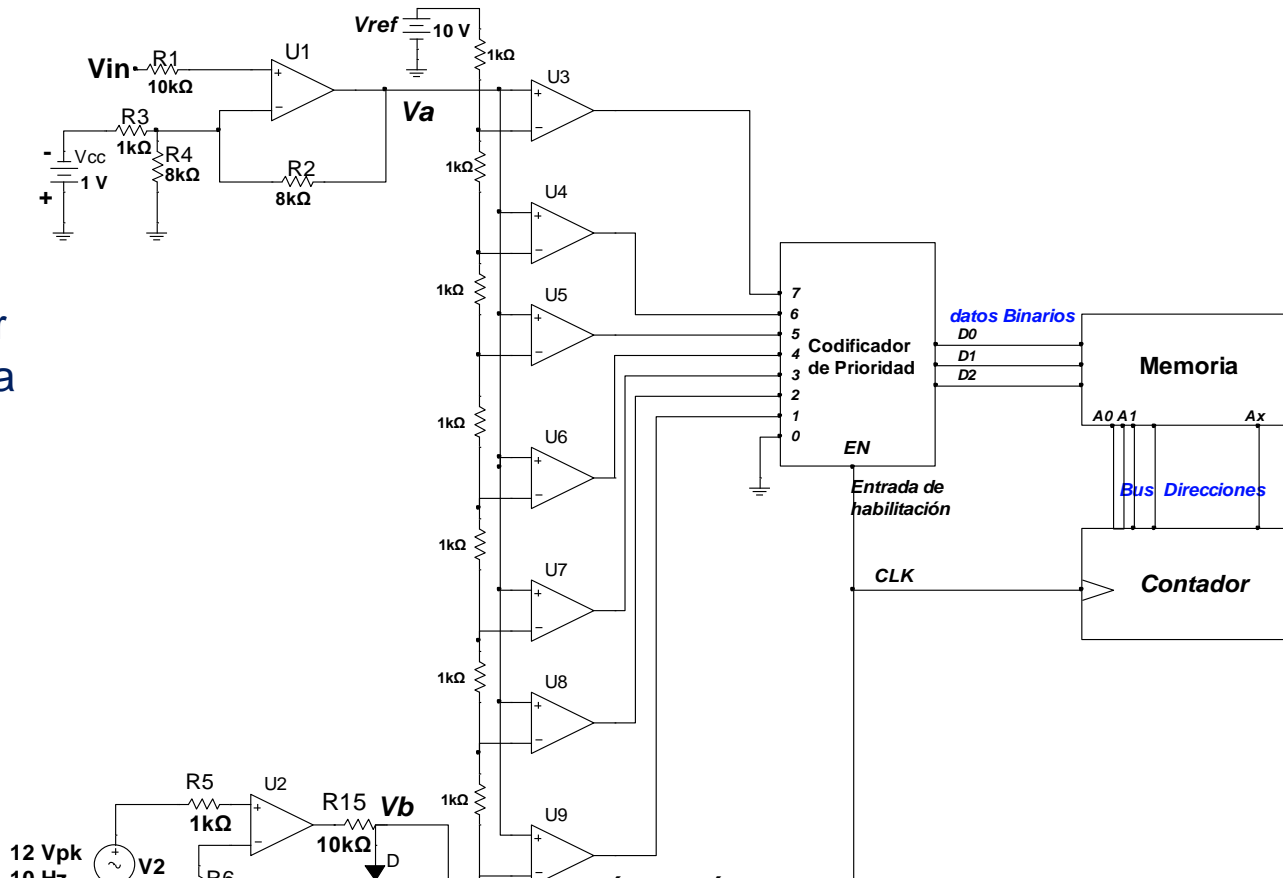 Vref
10 V
1kΩ
U1
Vin
R1
10kΩ
U3
Va
R3
1kΩ
Vcc
1 V
-
+
R4
8kΩ
R2
8kΩ
1kΩ
U4
1kΩ
U5
r
a
1kΩ
U6
1kΩ
U7
1kΩ
U8
1kΩ
U9
7
6
5
4
3
2
1
0
Codificador
de Prioridad
EN
Entrada de
habilitación
datos Binarios
D0
D1
D2
Memoria
A0 A1 Ax
Bus Direcciones
CLK
Contador
R5
1kΩ
U2
R15
10kΩ
Vb
D
12 Vpk
10 Hz
V2
R6